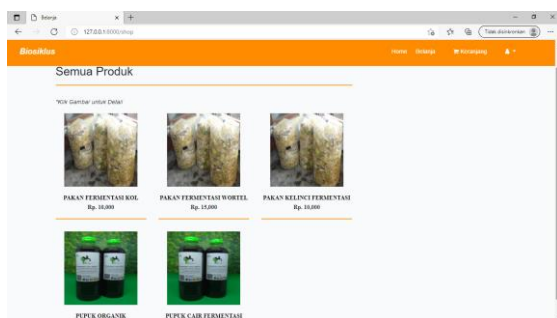 Belanja
127.0.0.1:8000/shop
Tidak disinkronkan
Biosiklus
Home Belanja Keranjang
Semua Produk
*Klik Gambar untuk Detail
PAKAN FERMENTASI KOL PAKAN FERMENTASI WORTEL PAKAN KELINCI FERMENTASI
Rp. 10,000 Rp. 15,000 Rp. 10,000
PUPUK ORGANIK PUPUK CAIR FERMENTASI